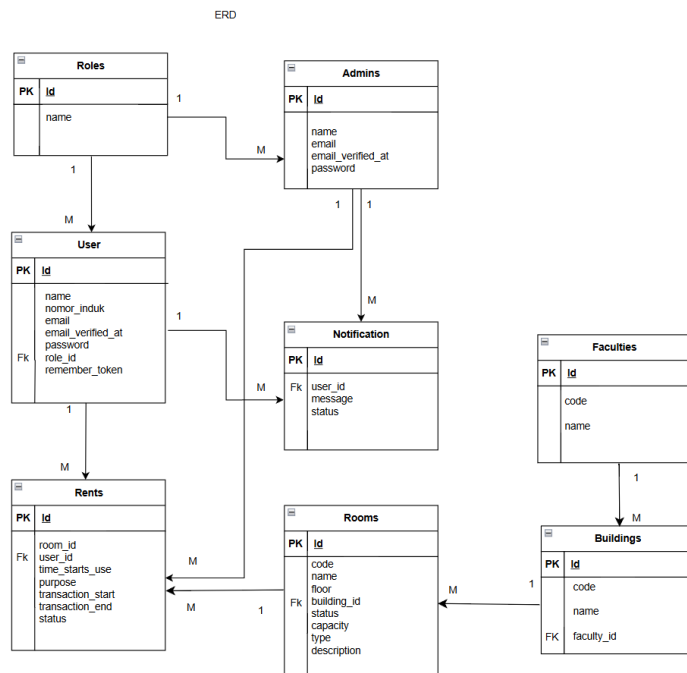 ERD
Roles
PK Id
name
1
M
1
M
Admins
PK Id
name
email
email_verified_at
password
1 1
M
User
PK Id
name
nomor_induk
email
email_verified_at
password
Fk role_id
remember_token
1
M
1
M
Notification
PK Id
Fk user_id
message
status
Faculties
PK Id
code
name
1
M
Rents
PK Id
room_id
Fk user_id
time_starts_use
purpose
transaction_start
transaction_end
status
M
M
1
Rooms
PK Id
code
name
floor
Fk building_id
status
capacity
type
description
M
1
Buildings
PK Id
code
name
FK faculty_id